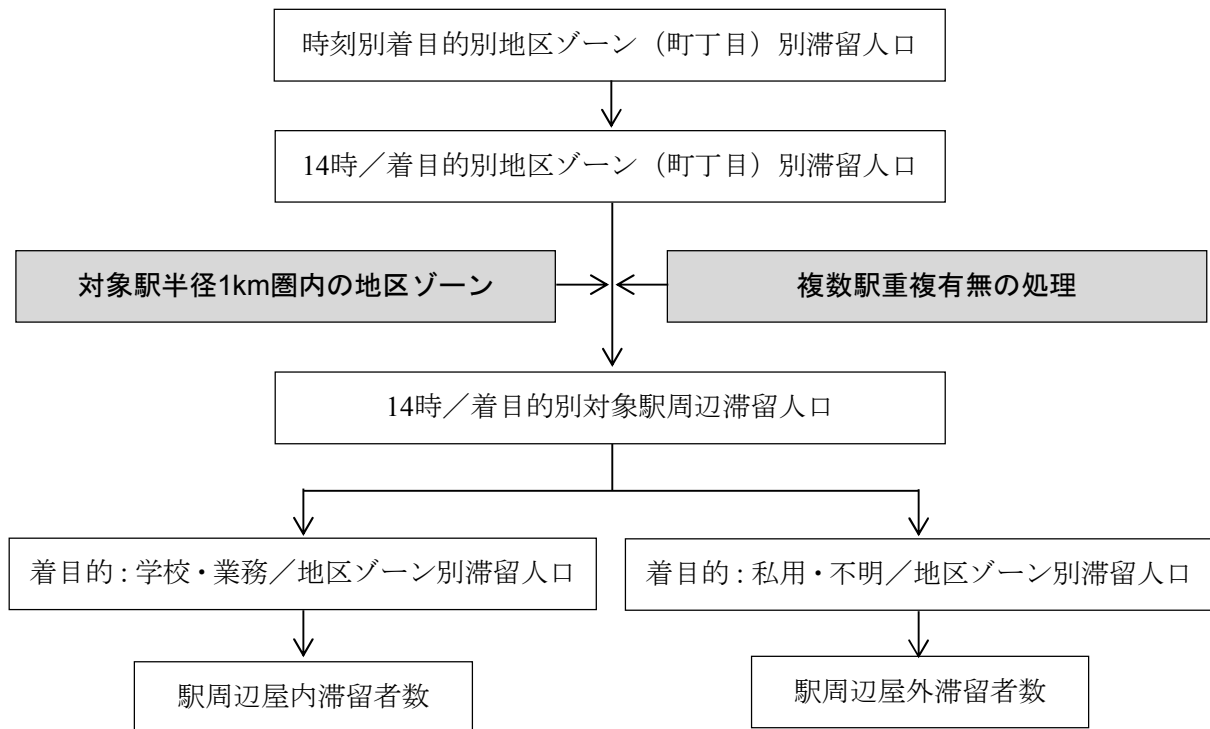 時刻別着目的別地区ゾーン（町丁目）別滞留人口
14時／着目的別地区ゾーン（町丁目）別滞留人口
対象駅半径1km圏内の地区ゾーン
複数駅重複有無の処理
14時／着目的別対象駅周辺滞留人口
着目的：学校・業務／地区ゾーン別滞留人口
着目的：私用・不明／地区ゾーン別滞留人口
駅周辺屋内滞留者数
駅周辺屋外滞留者数